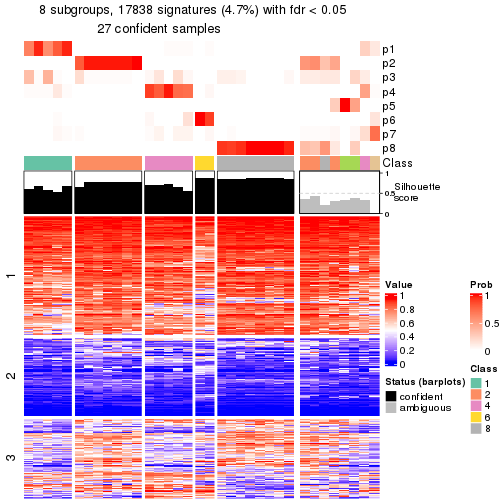 8 subgroups, 17838 signatures (4.7%) with fdr < 0.05
27 confident samples
p1
p2
p3
p4
p5
p6
p7
p8
Class
1
0.5
0
Silhouette
score
1
2
3
Value
1
0.8
0.6
0.4
0.2
0
Status (barplots)
confident
ambiguous
Prob
1
0.5
0
Class
1
2
4
6
8